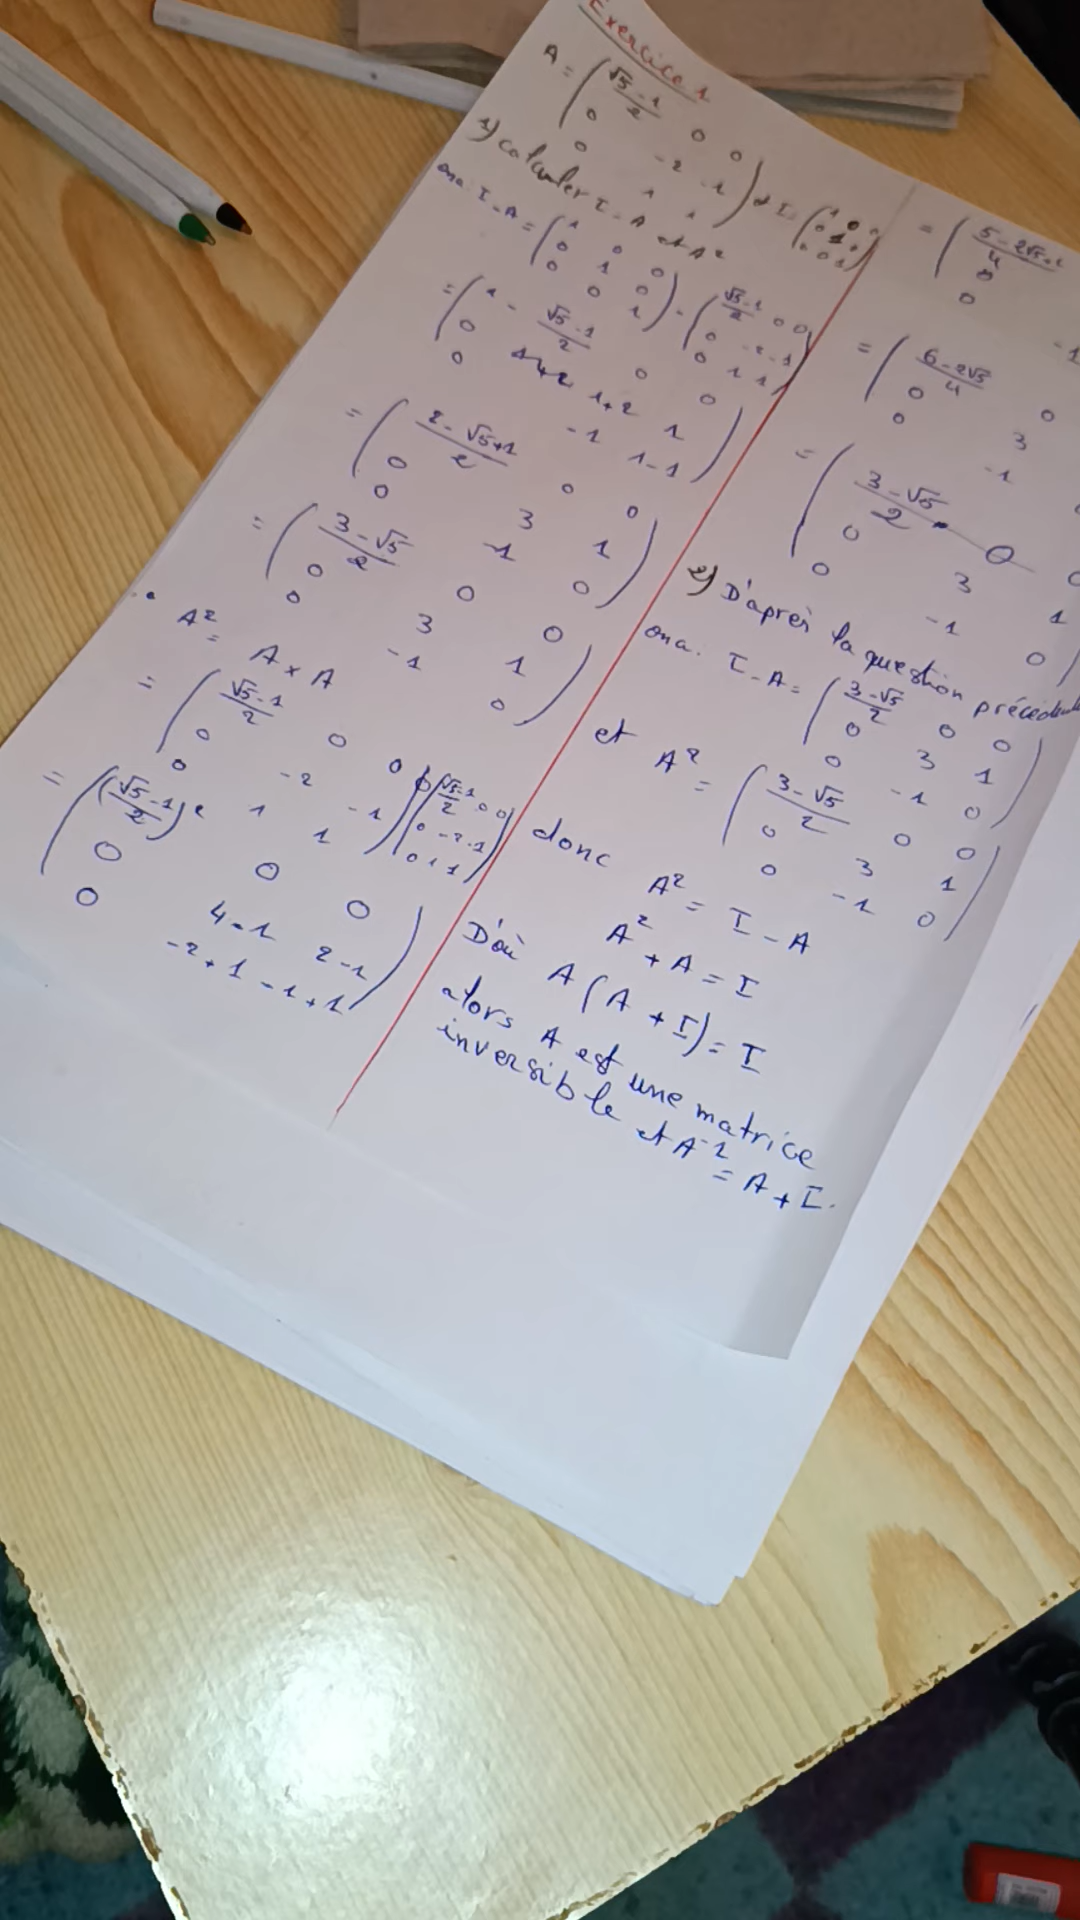 Exercice 1
A = ( (√5-1)/2 0 0
0 -2 -1
0 1 1 ) et I = ( 1 0 0
0 1 0
0 0 1 )
1) calculer I - A et A²
ona: I - A = ( 1 0 0
0 1 0
0 0 1 ) - ( (√5-1)/2 0 0
0 -2 -1
0 1 1 )
= ( 1 - (√5-1)/2 0 0
0 1+2 1
0 -1 1-1 )
= ( (2-√5+1)/2 0 0
0 3 1
0 -1 0 )
= ( (3-√5)/2 0 0
0 3 1
0 -1 0 )
• A² = A × A
= ( (√5-1)/2 0 0
0 -2 -1
0 1 1 ) ( (√5-1)/2 0 0
0 -2 -1
0 1 1 )
= ( ((√5-1)/2)² 0 0
0 4-1 2-1
0 -2+1 -1+1 )
= ( (5-2√5+1)/4
0
0 -1
= ( (6-2√5)/4 0
0 3
0 -1
= ( (3-√5)/2 0 0
0 3 1
0 -1 0 )
2) D'après la question précédente
ona: I - A = ( (3-√5)/2 0 0
0 3 1
0 -1 0 )
et A² = ( (3-√5)/2 0 0
0 3 1
0 -1 0 )
donc A² = I - A
A² + A = I
D'où A(A + I) = I
alors A est une matrice
inversible et A⁻¹ = A + I.